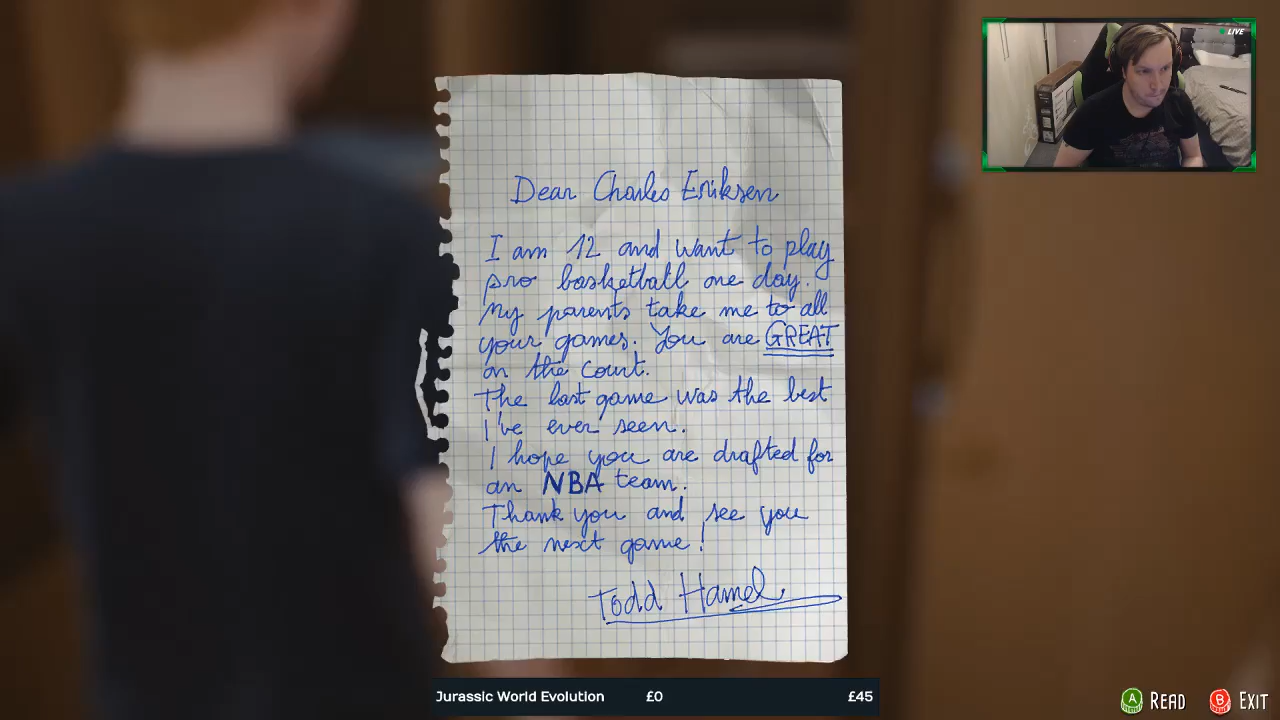 LIVE
Dear Charles Eriksen
I am 12 and want to play
pro basketball one day.
My parents take me to all
your games. You are GREAT
on the court.
The last game was the best
I've ever seen.
I hope you are drafted for
an NBA team.
Thank you and see you
the next game!
Todd Hamel
Jurassic World Evolution £0 £45
A READ B EXIT